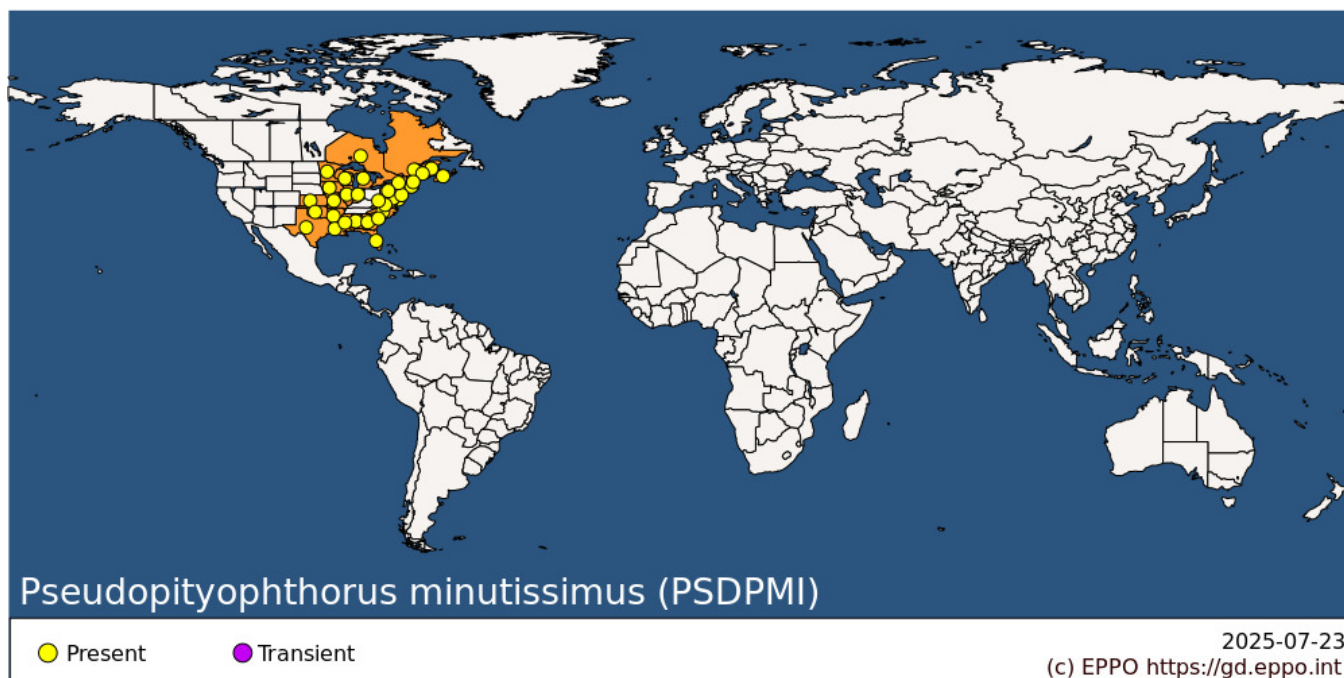 Pseudopityophthorus minutissimus (PSDPMI)
Present
Transient
2025-07-23
(c) EPPO https://gd.eppo.int